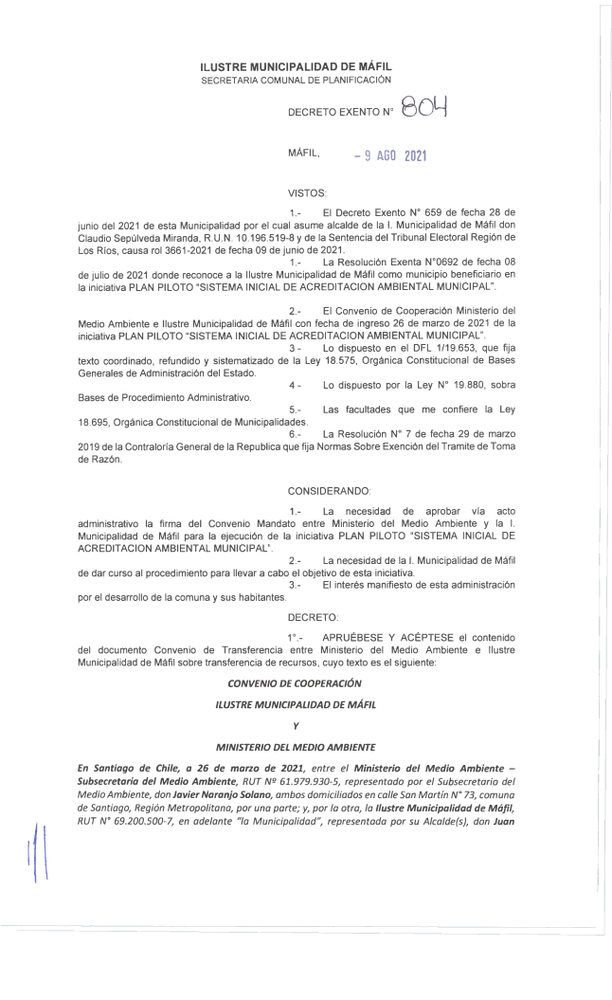 ILUSTRE MUNICIPALIDAD DE MÁFIL
SECRETARIA COMUNAL DE PLANIFICACIÓN
DECRETO EXENTO N° 804
MÁFIL, - 9 AGO 2021
VISTOS:
1.- El Decreto Exento N° 659 de fecha 28 de
junio del 2021 de esta Municipalidad por el cual asume alcalde de la I. Municipalidad de Máfil don
Claudio Sepúlveda Miranda, R.U.N. 10.196.519-8 y de la Sentencia del Tribunal Electoral Región de
Los Ríos, causa rol 3661-2021 de fecha 09 de junio de 2021.
1.- La Resolución Exenta N°0692 de fecha 08
de julio de 2021 donde reconoce a la Ilustre Municipalidad de Máfil como municipio beneficiario en
la iniciativa PLAN PILOTO “SISTEMA INICIAL DE ACREDITACION AMBIENTAL MUNICIPAL”.
2.- El Convenio de Cooperación Ministerio del
Medio Ambiente e Ilustre Municipalidad de Máfil con fecha de ingreso 26 de marzo de 2021 de la
iniciativa PLAN PILOTO “SISTEMA INICIAL DE ACREDITACION AMBIENTAL MUNICIPAL”.
3 - Lo dispuesto en el DFL 1/19.653, que fija
texto coordinado, refundido y sistematizado de la Ley 18.575, Orgánica Constitucional de Bases
Generales de Administración del Estado.
4 - Lo dispuesto por la Ley N° 19.880, sobra
Bases de Procedimiento Administrativo.
5.- Las facultades que me confiere la Ley
18.695, Orgánica Constitucional de Municipalidades.
6.- La Resolución N° 7 de fecha 29 de marzo
2019 de la Contraloría General de la Republica que fija Normas Sobre Exención del Tramite de Toma
de Razón.
CONSIDERANDO:
1.- La necesidad de aprobar vía acto
administrativo la firma del Convenio Mandato entre Ministerio del Medio Ambiente y la I.
Municipalidad de Máfil para la ejecución de la iniciativa PLAN PILOTO “SISTEMA INICIAL DE
ACREDITACION AMBIENTAL MUNICIPAL”.
2.- La necesidad de la I. Municipalidad de Máfil
de dar curso al procedimiento para llevar a cabo el objetivo de esta iniciativa.
3.- El interés manifiesto de esta administración
por el desarrollo de la comuna y sus habitantes.
DECRETO:
1°.- APRUÉBESE Y ACÉPTESE el contenido
del documento Convenio de Transferencia entre Ministerio del Medio Ambiente e Ilustre
Municipalidad de Máfil sobre transferencia de recursos, cuyo texto es el siguiente:
CONVENIO DE COOPERACIÓN
ILUSTRE MUNICIPALIDAD DE MÁFIL
Y
MINISTERIO DEL MEDIO AMBIENTE
En Santiago de Chile, a 26 de marzo de 2021, entre el Ministerio del Medio Ambiente –
Subsecretaría del Medio Ambiente, RUT Nº 61.979.930-5, representado por el Subsecretario del
Medio Ambiente, don Javier Naranjo Solano, ambos domiciliados en calle San Martín N° 73, comuna
de Santiago, Región Metropolitana, por una parte; y, por la otra, la Ilustre Municipalidad de Máfil,
RUT N° 69.200.500-7, en adelante “la Municipalidad”, representada por su Alcalde(s), don Juan